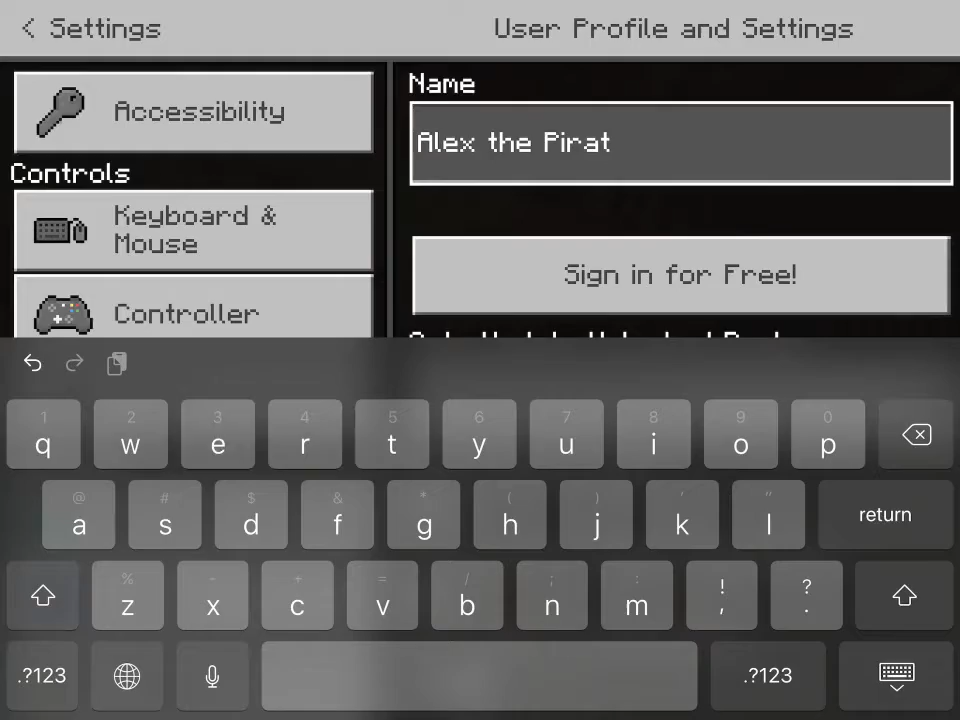 Settings
User Profile and Settings
Accessibility
Controls
Keyboard &
Mouse
Controller
Name
Alex the Pirat
Sign in for Free!
1 2 3 4 5 6 7 8 9 0
q w e r t y u i o p
@ # $ & * ( ) ' "
a s d f g h j k l return
% - + = / ; : ! ?
z x c v b n m , .
.?123 .?123